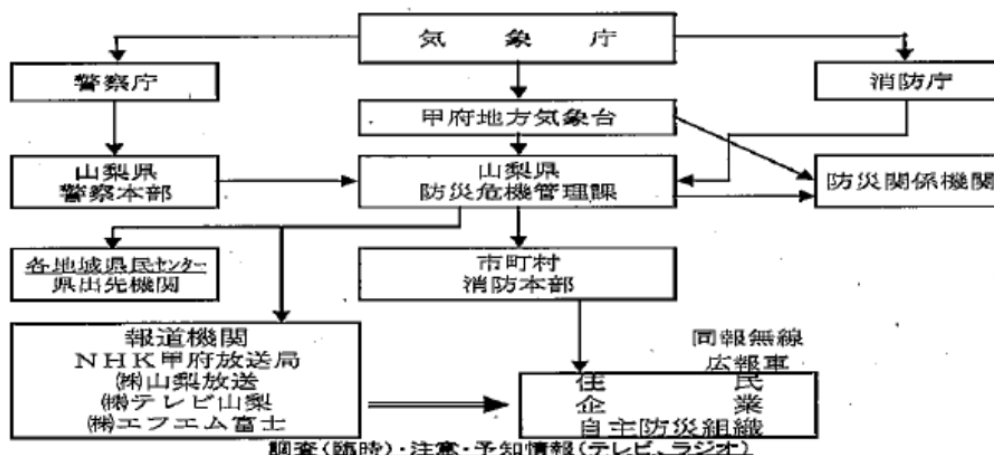 気象庁
警察庁
消防庁
甲府地方気象台
山梨県
警察本部
山梨県
防災危機管理課
防災関係機関
各地域県民センター
県出先機関
市町村
消防本部
報道機関
NHK甲府放送局
㈱山梨放送
㈱テレビ山梨
㈱エフエム富士
同報無線
広報車
住民
企業
自主防災組織
調査(臨時)・注意・予知情報(テレビ、ラジオ)